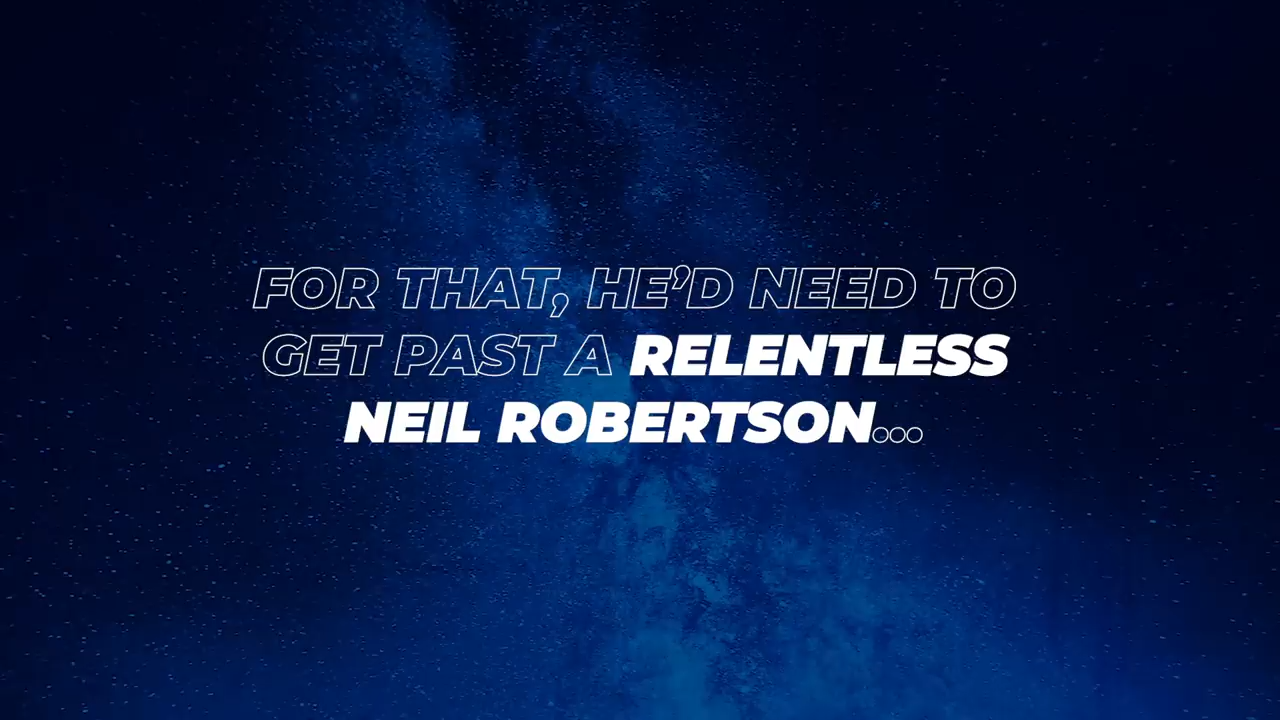 FOR THAT, HE’D NEED TO
GET PAST A RELENTLESS
NEIL ROBERTSON...